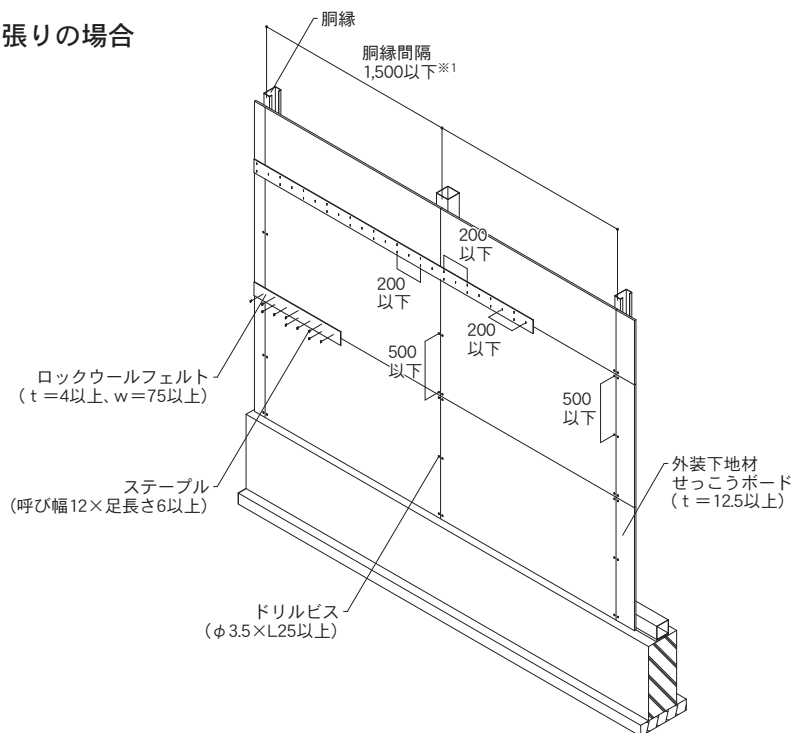 張りの場合
胴縁
胴縁間隔
1,500以下※1
200
以下
200
以下
200
以下
500
以下
500
以下
ロックウールフェルト
(t=4以上、w=75以上)
ステープル
(呼び幅12×足長さ6以上)
外装下地材
せっこうボード
(t=12.5以上)
ドリルビス
(φ3.5×L25以上)